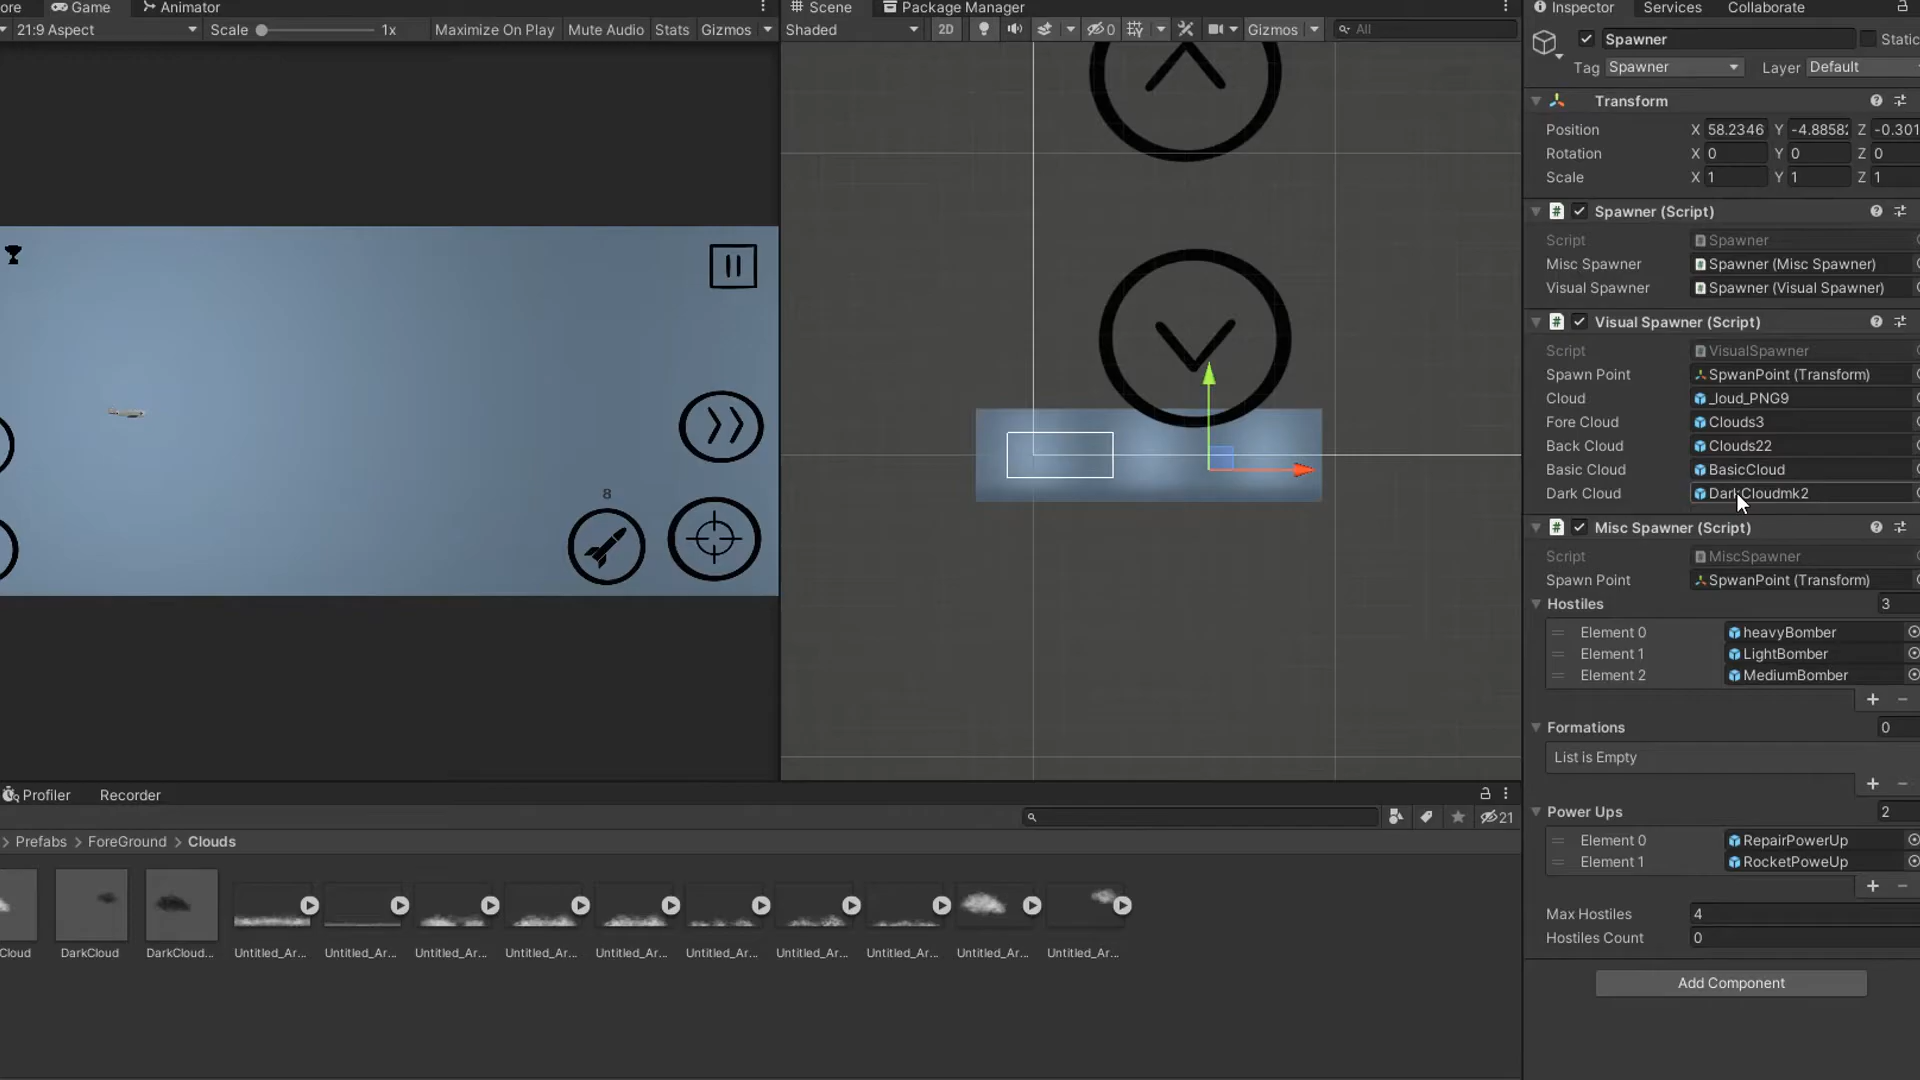 ore
Game
Animator
21:9 Aspect
Scale
1x
Maximize On Play
Mute Audio
Stats
Gizmos
8
Scene
Package Manager
Shaded
2D
0
Gizmos
All
Inspector
Services
Collaborate
Spawner
Static
Tag
Spawner
Layer
Default
Transform
Position
X 58.2346 Y -4.8858 Z -0.301
Rotation
X 0 Y 0 Z 0
Scale
X 1 Y 1 Z 1
Spawner (Script)
Script
Spawner
Misc Spawner
Spawner (Misc Spawner)
Visual Spawner
Spawner (Visual Spawner)
Visual Spawner (Script)
Script
VisualSpawner
Spawn Point
SpwanPoint (Transform)
Cloud
_loud_PNG9
Fore Cloud
Clouds3
Back Cloud
Clouds22
Basic Cloud
BasicCloud
Dark Cloud
DarkCloudmk2
Misc Spawner (Script)
Script
MiscSpawner
Spawn Point
SpwanPoint (Transform)
Hostiles
3
Element 0
heavyBomber
Element 1
LightBomber
Element 2
MediumBomber
Formations
0
List is Empty
Power Ups
2
Element 0
RepairPowerUp
Element 1
RocketPoweUp
Max Hostiles
4
Hostiles Count
0
Add Component
Profiler
Recorder
21
Prefabs > ForeGround > Clouds
Cloud
DarkCloud
DarkCloud...
Untitled_Ar...
Untitled_Ar...
Untitled_Ar...
Untitled_Ar...
Untitled_Ar...
Untitled_Ar...
Untitled_Ar...
Untitled_Ar...
Untitled_Ar...
Untitled_Ar...